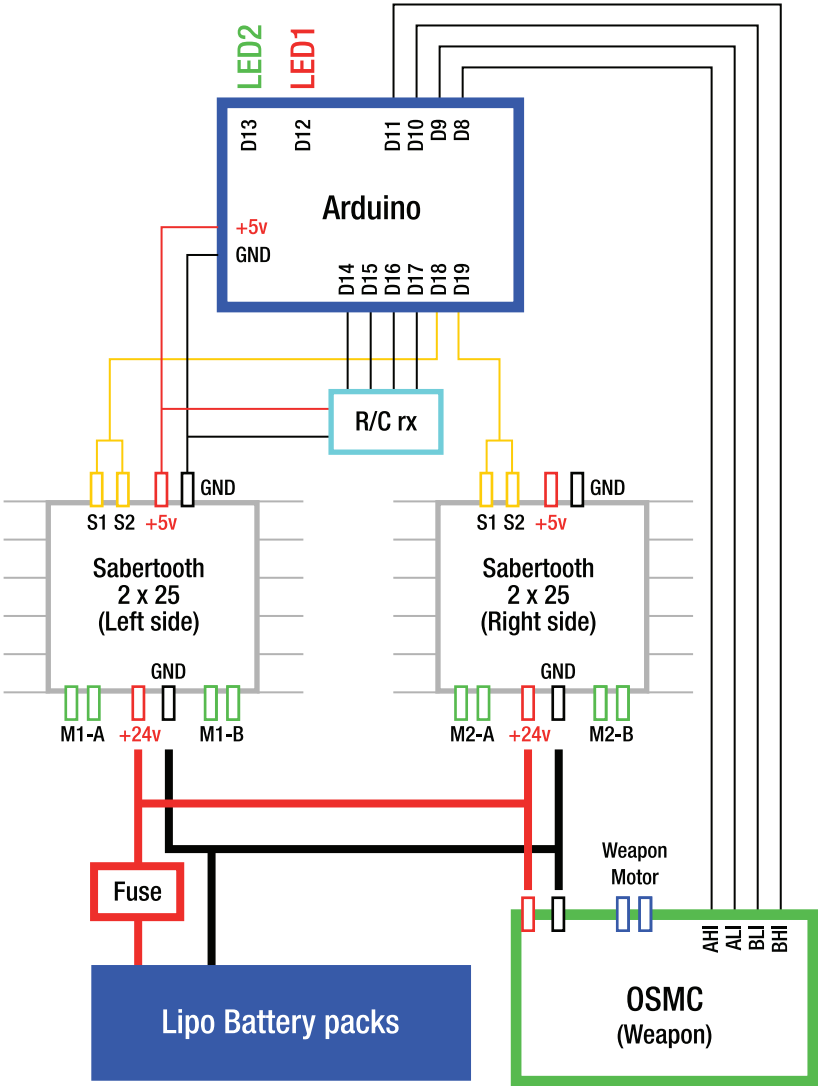 LED2
LED1
D13
D12
D11
D10
D9
D8
Arduino
+5v
GND
D14
D15
D16
D17
D18
D19
R/C rx
GND
S1 S2 +5v
Sabertooth
2 x 25
(Left side)
GND
M1-A +24v M1-B
GND
S1 S2 +5v
Sabertooth
2 x 25
(Right side)
GND
M2-A +24v M2-B
Fuse
Lipo Battery packs
Weapon
Motor
AHI
ALI
BLI
BHI
OSMC
(Weapon)